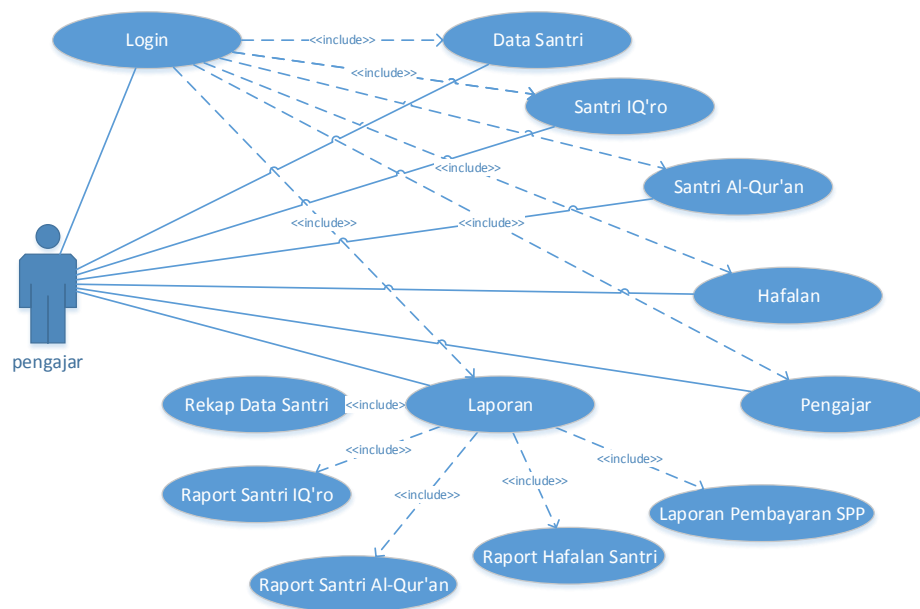 Login
<<include>>
Data Santri
<<include>>
Santri IQ'ro
<<include>>
Santri Al-Qur'an
<<include>>
<<include>>
Hafalan
pengajar
Rekap Data Santri
<<include>>
Laporan
Pengajar
<<include>>
<<include>>
Raport Santri IQ'ro
<<include>>
<<include>>
Laporan Pembayaran SPP
Raport Hafalan Santri
Raport Santri Al-Qur'an